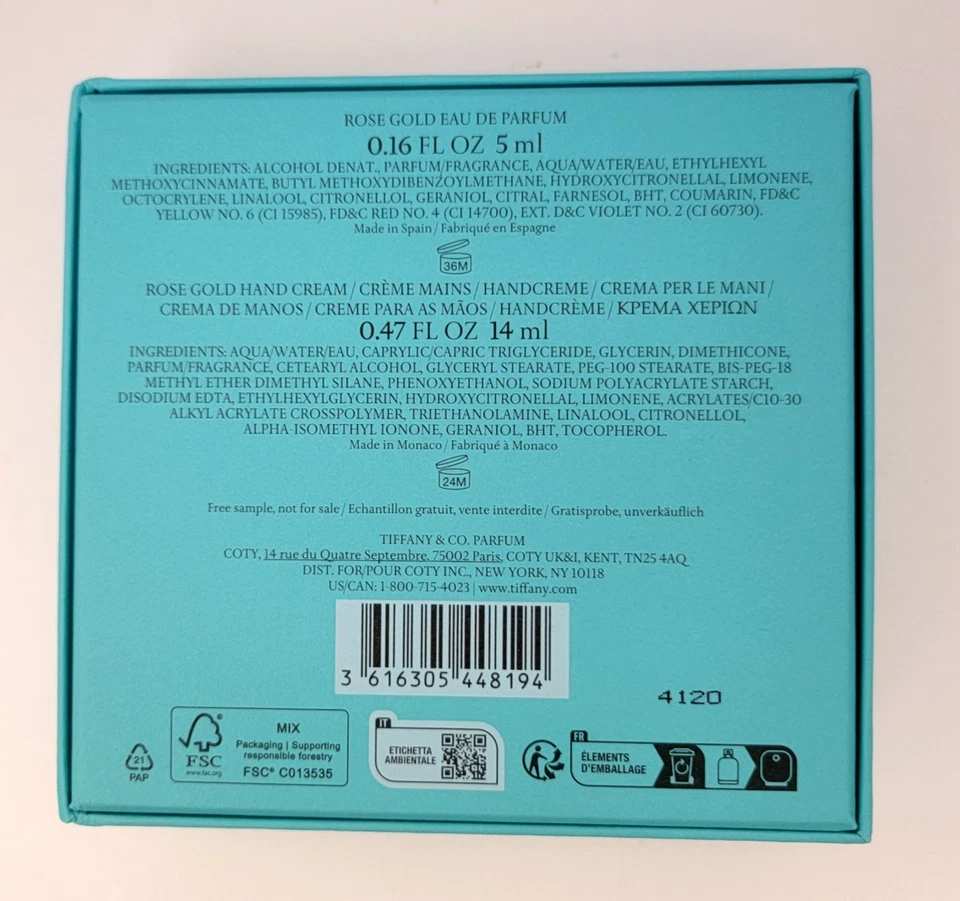 ROSE GOLD EAU DE PARFUM
0.16 FL OZ 5 ml
INGREDIENTS: ALCOHOL DENAT., PARFUM/FRAGRANCE, AQUA/WATER/EAU, ETHYLHEXYL
METHOXYCINNAMATE, BUTYL METHOXYDIBENZOYLMETHANE, HYDROXYCITRONELLAL, LIMONENE,
OCTOCRYLENE, LINALOOL, CITRONELLOL, GERANIOL, CITRAL, FARNESOL, BHT, COUMARIN, FD&C
YELLOW NO. 6 (CI 15985), FD&C RED NO. 4 (CI 14700), EXT. D&C VIOLET NO. 2 (CI 60730).
Made in Spain / Fabriqué en Espagne
36M
ROSE GOLD HAND CREAM / CRÈME MAINS / HANDCREME / CREMA PER LE MANI /
CREMA DE MANOS / CREME PARA AS MÃOS / HANDCRÈME / ΚΡΕΜΑ ΧΕΡΙΩΝ
0.47 FL OZ 14 ml
INGREDIENTS: AQUA/WATER/EAU, CAPRYLIC/CAPRIC TRIGLYCERIDE, GLYCERIN, DIMETHICONE,
PARFUM/FRAGRANCE, CETEARYL ALCOHOL, GLYCERYL STEARATE, PEG-100 STEARATE, BIS-PEG-18
METHYL ETHER DIMETHYL SILANE, PHENOXYETHANOL, SODIUM POLYACRYLATE STARCH,
DISODIUM EDTA, ETHYLHEXYLGLYCERIN, HYDROXYCITRONELLAL, LIMONENE, ACRYLATES/C10-30
ALKYL ACRYLATE CROSSPOLYMER, TRIETHANOLAMINE, LINALOOL, CITRONELLOL,
ALPHA-ISOMETHYL IONONE, GERANIOL, BHT, TOCOPHEROL.
Made in Monaco / Fabriqué à Monaco
24M
Free sample, not for sale / Echantillon gratuit, vente interdite / Gratisprobe, unverkäuflich
TIFFANY & CO. PARFUM
COTY, 14 rue du Quatre Septembre, 75002 Paris, COTY UK&I, KENT, TN25 4AQ
DIST. FOR/POUR COTY INC., NEW YORK, NY 10118
US/CAN: 1-800-715-4023 | www.tiffany.com
3 616305 448194
4120
21
PAP
FSC
www.fsc.org
MIX
Packaging | Supporting
responsible forestry
FSC® C013535
IT
ETICHETTA
AMBIENTALE
FR
ÉLÉMENTS
D'EMBALLAGE